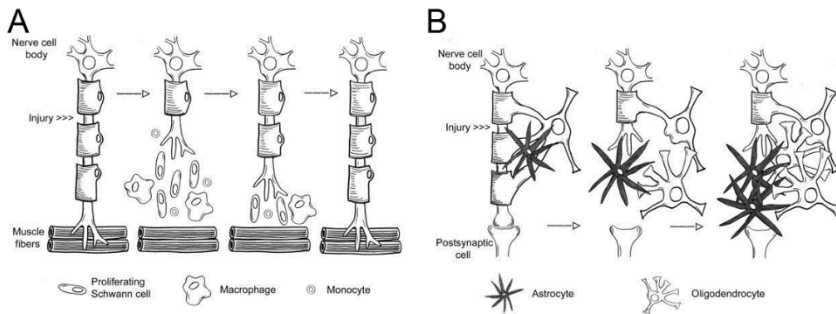 A
Nerve cell
body
Injury >>>
Muscle
fibers
Proliferating
Schwann cell
Macrophage
Monocyte
B
Nerve cell
body
Injury >>>
Postsynaptic
cell
Astrocyte
Oligodendrocyte